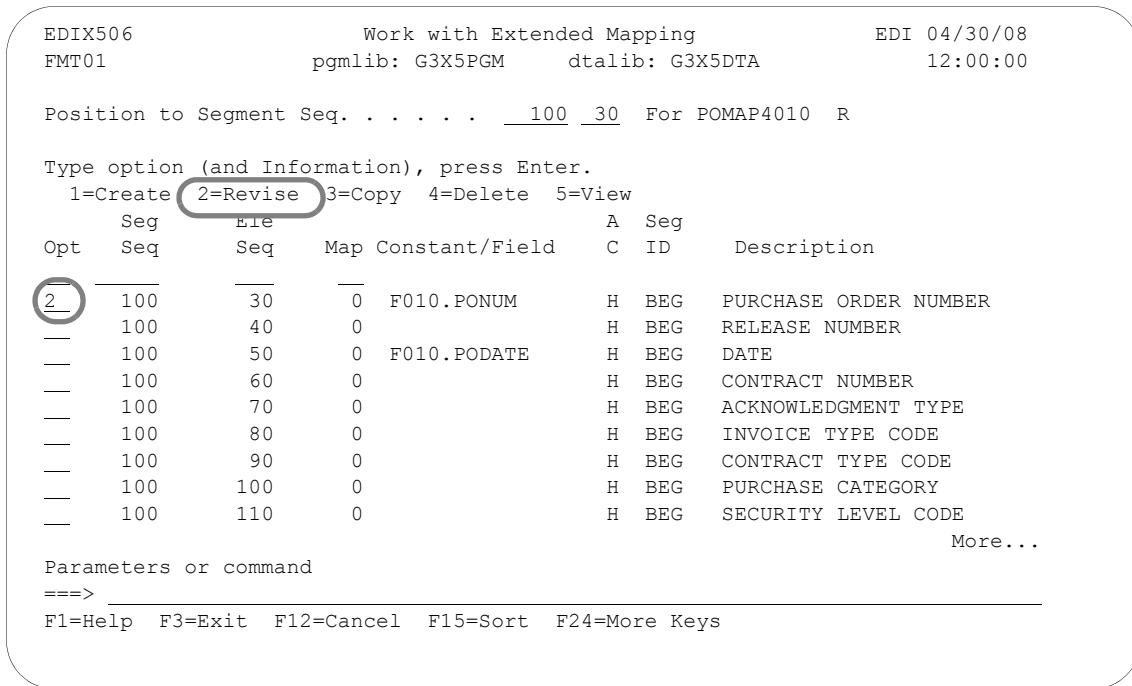 EDIX506 Work with Extended Mapping EDI 04/30/08
FMT01 pgmlib: G3X5PGM dtalib: G3X5DTA 12:00:00
Position to Segment Seq. . . . . . 100 30 For POMAP4010 R
Type option (and Information), press Enter.
1=Create 2=Revise 3=Copy 4=Delete 5=View
Seg Ele A Seg
Opt Seq Seq Map Constant/Field C ID Description
2 100 30 0 F010.PONUM H BEG PURCHASE ORDER NUMBER
100 40 0 H BEG RELEASE NUMBER
100 50 0 F010.PODATE H BEG DATE
100 60 0 H BEG CONTRACT NUMBER
100 70 0 H BEG ACKNOWLEDGMENT TYPE
100 80 0 H BEG INVOICE TYPE CODE
100 90 0 H BEG CONTRACT TYPE CODE
100 100 0 H BEG PURCHASE CATEGORY
100 110 0 H BEG SECURITY LEVEL CODE
More...
Parameters or command
===>
F1=Help F3=Exit F12=Cancel F15=Sort F24=More Keys